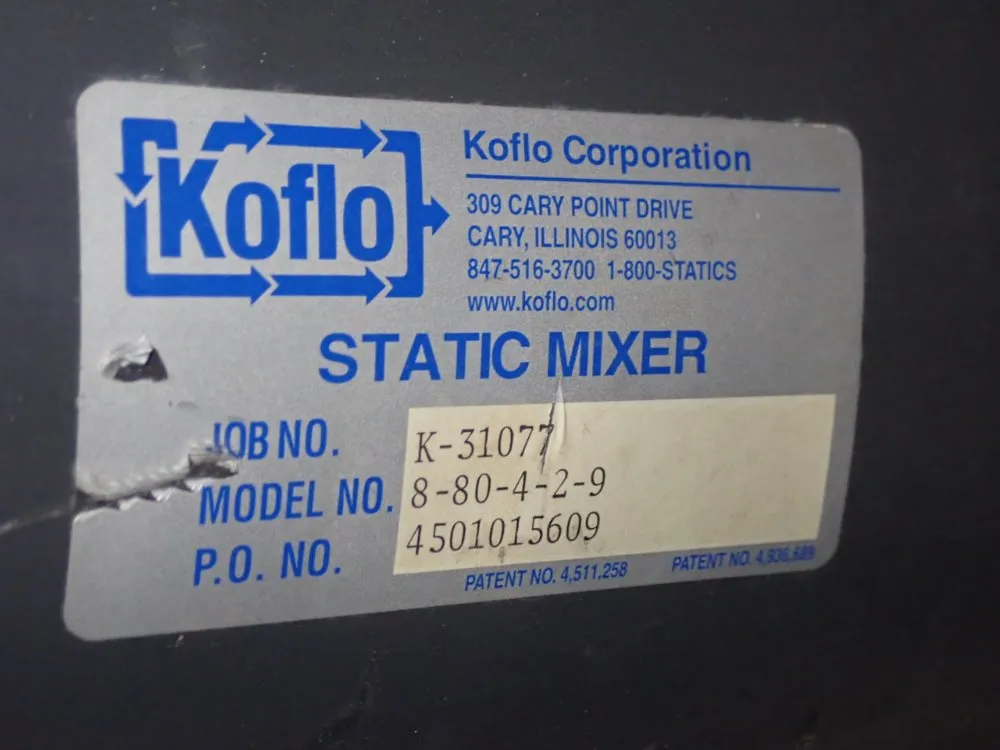 Koflo
Koflo Corporation
309 CARY POINT DRIVE
CARY, ILLINOIS 60013
847-516-3700 1-800-STATICS
www.koflo.com
STATIC MIXER
JOB NO. K-31077
MODEL NO. 8-80-4-2-9
P.O. NO. 4501015609
PATENT NO. 4,511,258 PATENT NO. 4,936,689